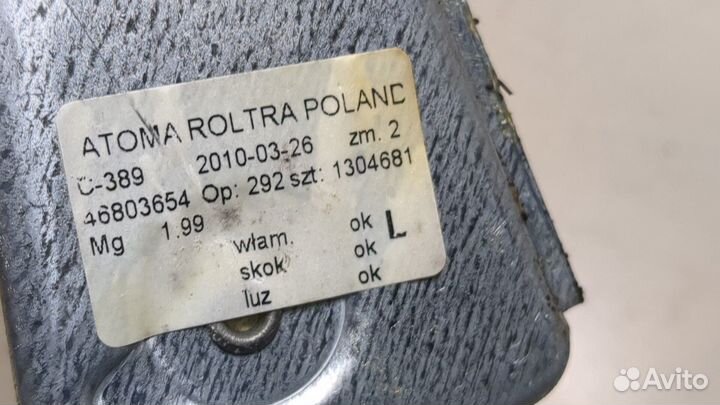 ATOMA ROLTRA POLAND
C-389 2010-03-26 zm. 2
46803654 Op: 292 szt: 1304681
Mg 1.99
włam. ok L
skok ok
luz ok
Avito